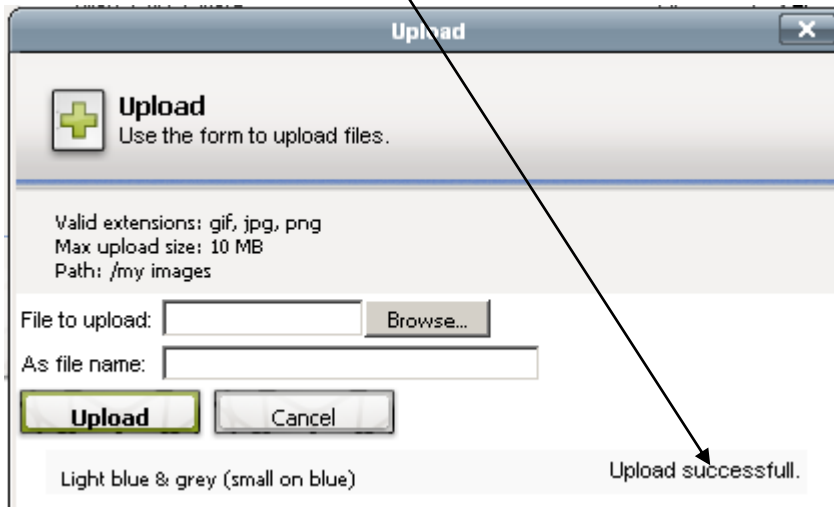 Upload
Upload
Use the form to upload files.
Valid extensions: gif, jpg, png
Max upload size: 10 MB
Path: /my images
File to upload: Browse...
As file name:
Upload Cancel
Light blue & grey (small on blue) Upload successfull.